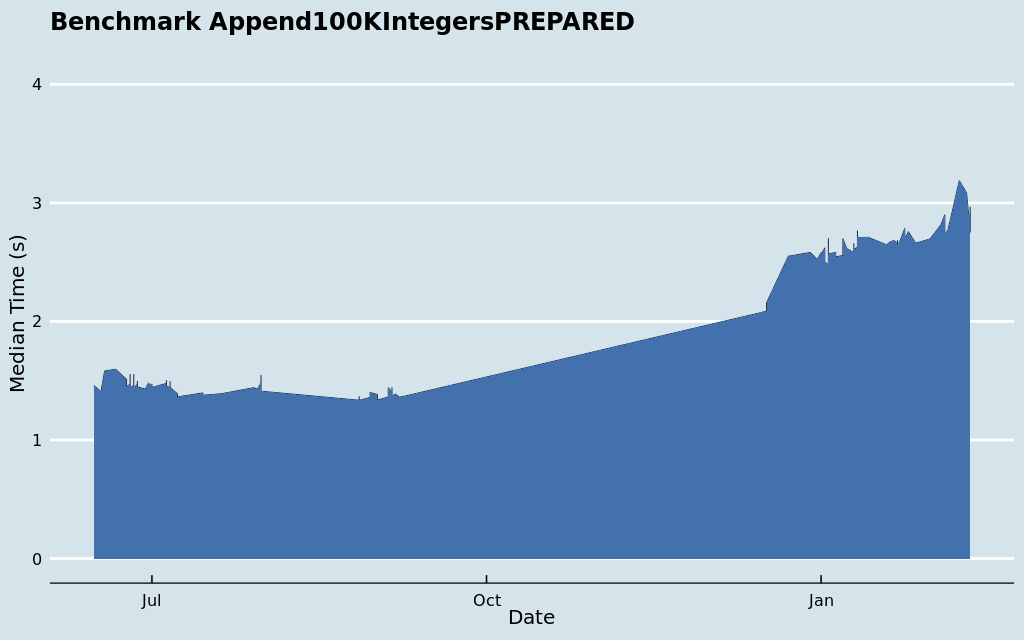 Benchmark Append100KIntegersPREPARED
4
3
2
1
0
Median Time (s)
Jul
Oct
Jan
Date